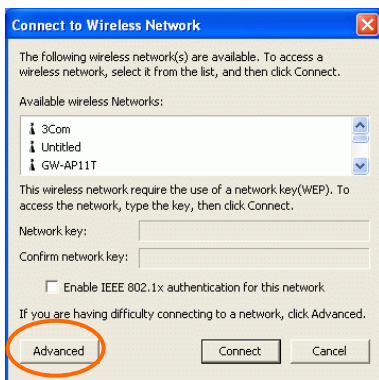 Connect to Wireless Network
The following wireless network(s) are available. To access a
wireless network, select it from the list, and then click Connect.
Available wireless Networks:
3Com
Untitled
GW-AP11T
This wireless network require the use of a network key(WEP). To
access the network, type the key, then click Connect.
Network key:
Confirm network key:
Enable IEEE 802.1x authentication for this network
If you are having difficulty connecting to a network, click Advanced.
Advanced Connect Cancel